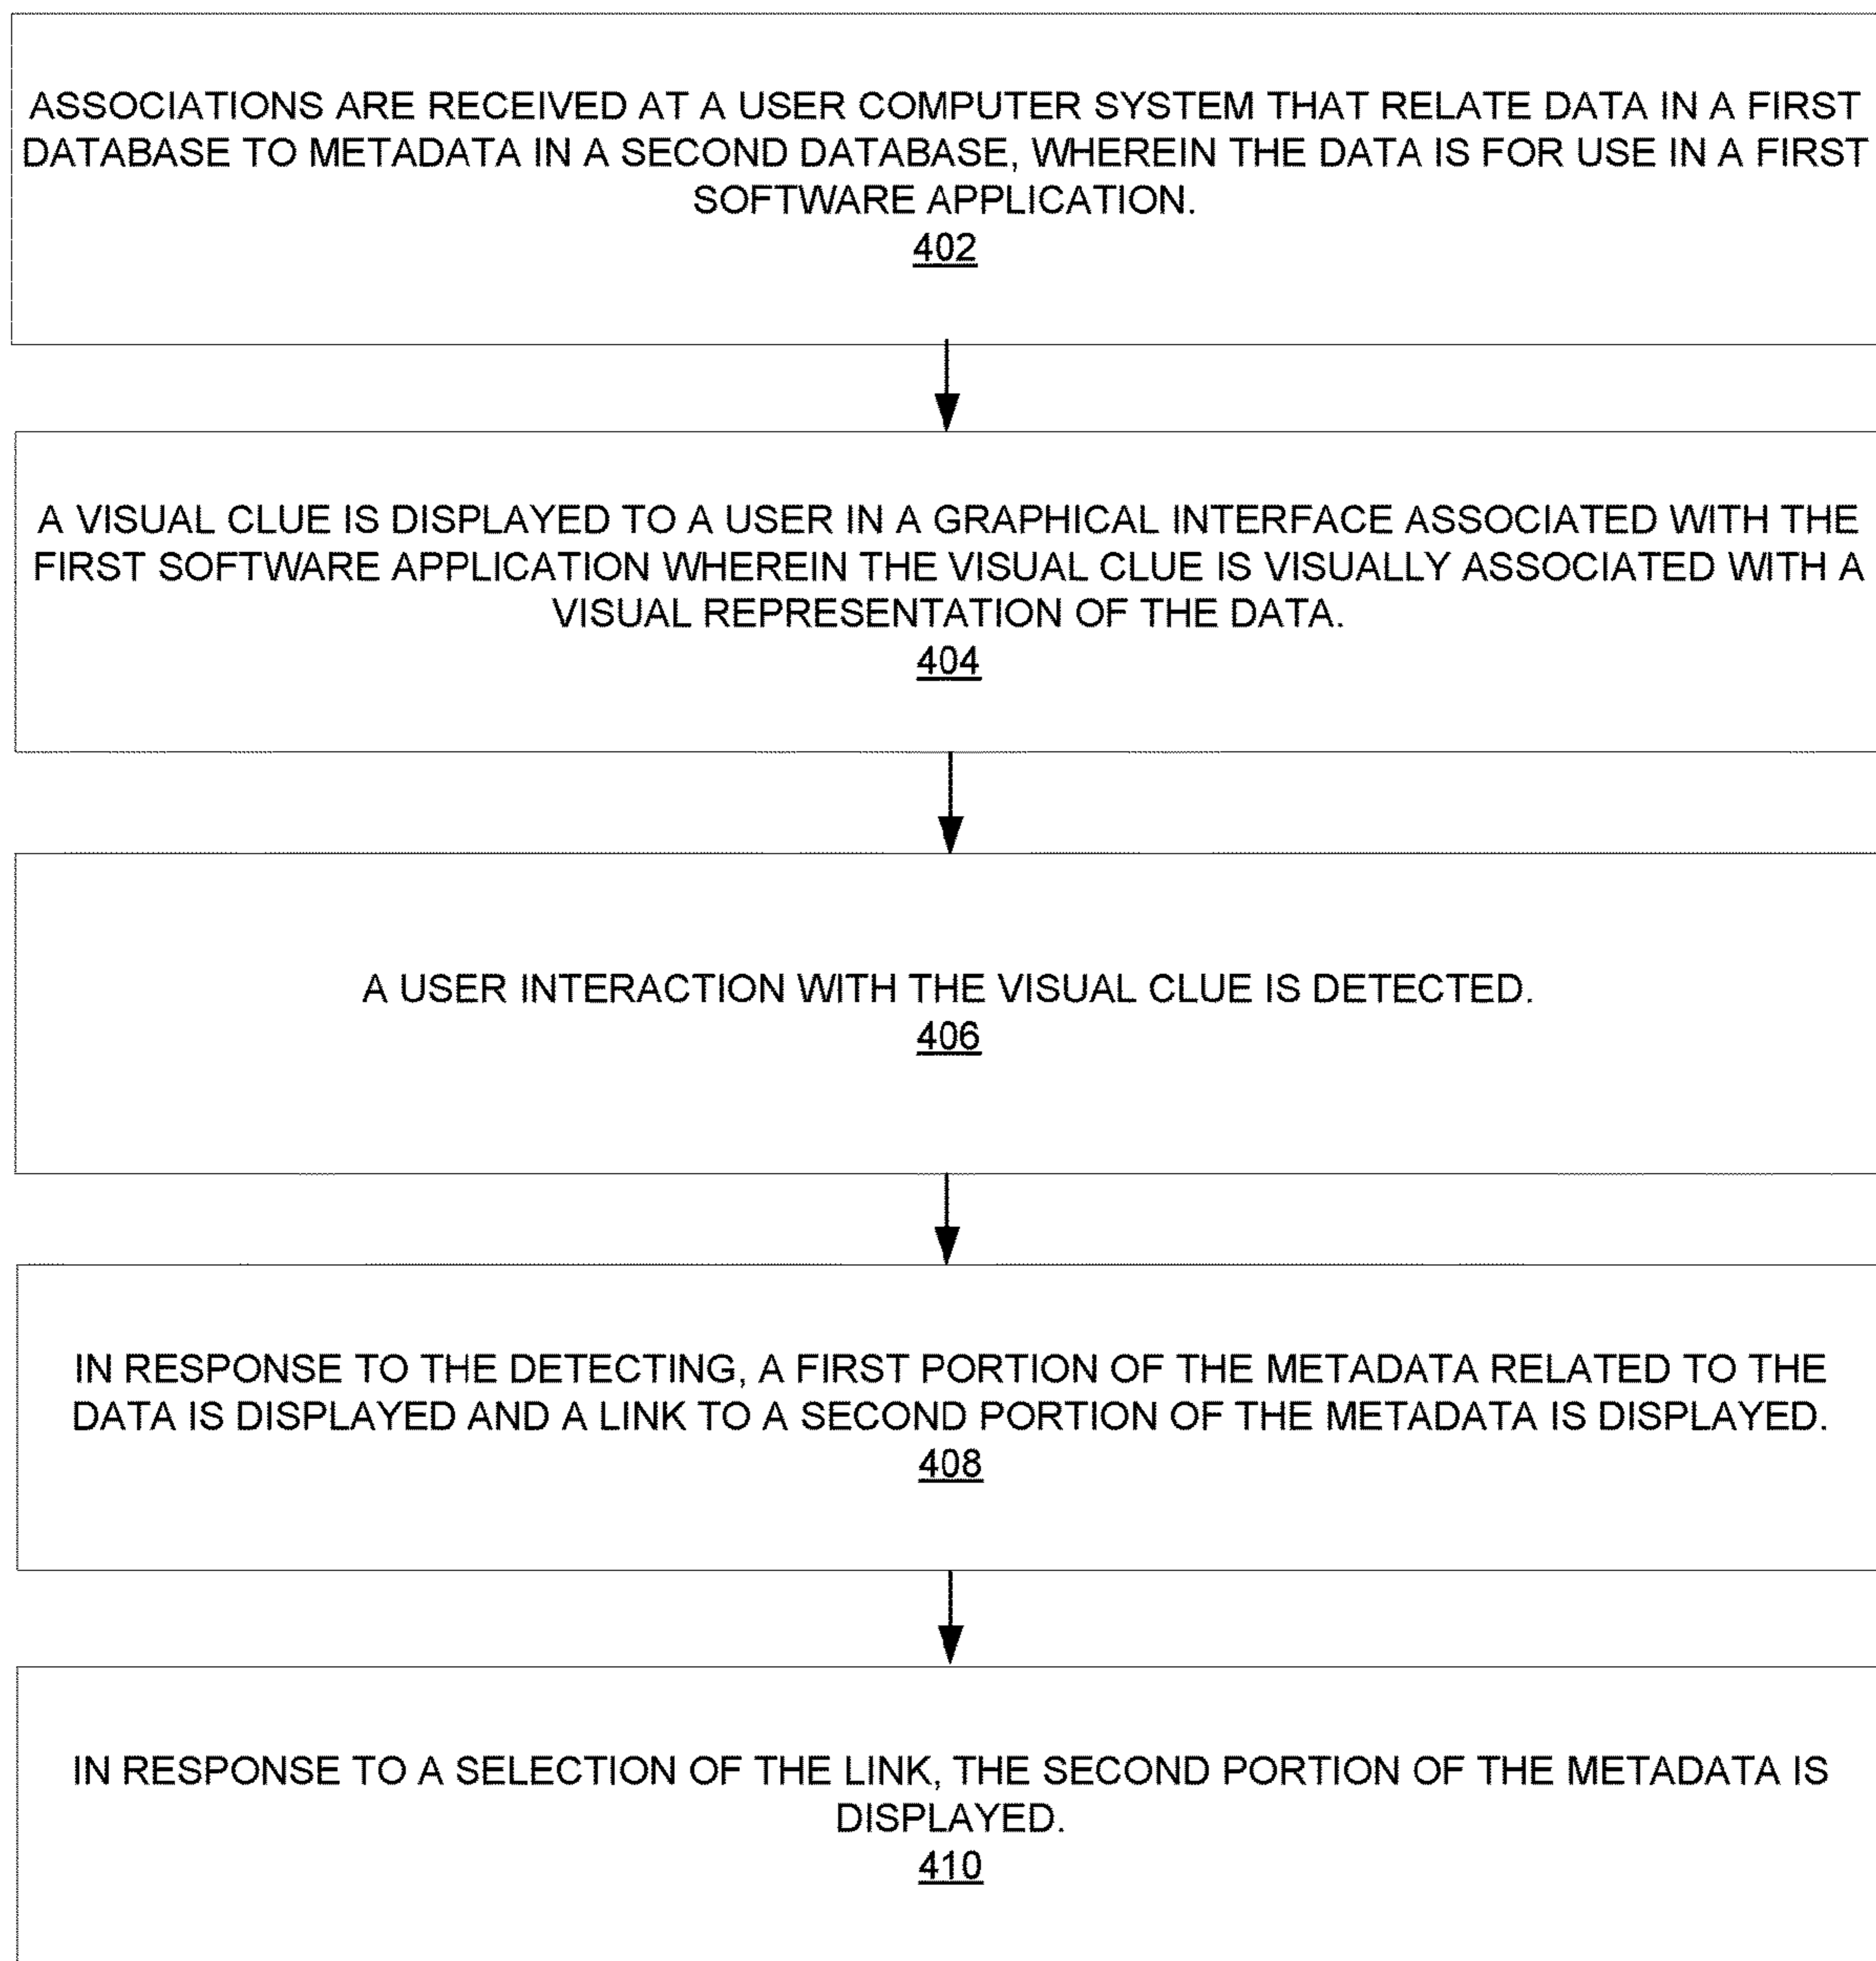 ASSOCIATIONS ARE RECEIVED AT A USER COMPUTER SYSTEM THAT RELATE DATA IN A FIRST
DATABASE TO METADATA IN A SECOND DATABASE, WHEREIN THE DATA IS FOR USE IN A FIRST
SOFTWARE APPLICATION.
402
A VISUAL CLUE IS DISPLAYED TO A USER IN A GRAPHICAL INTERFACE ASSOCIATED WITH THE
FIRST SOFTWARE APPLICATION WHEREIN THE VISUAL CLUE IS VISUALLY ASSOCIATED WITH A
VISUAL REPRESENTATION OF THE DATA.
404
A USER INTERACTION WITH THE VISUAL CLUE IS DETECTED.
406
IN RESPONSE TO THE DETECTING, A FIRST PORTION OF THE METADATA RELATED TO THE
DATA IS DISPLAYED AND A LINK TO A SECOND PORTION OF THE METADATA IS DISPLAYED.
408
IN RESPONSE TO A SELECTION OF THE LINK, THE SECOND PORTION OF THE METADATA IS
DISPLAYED.
410